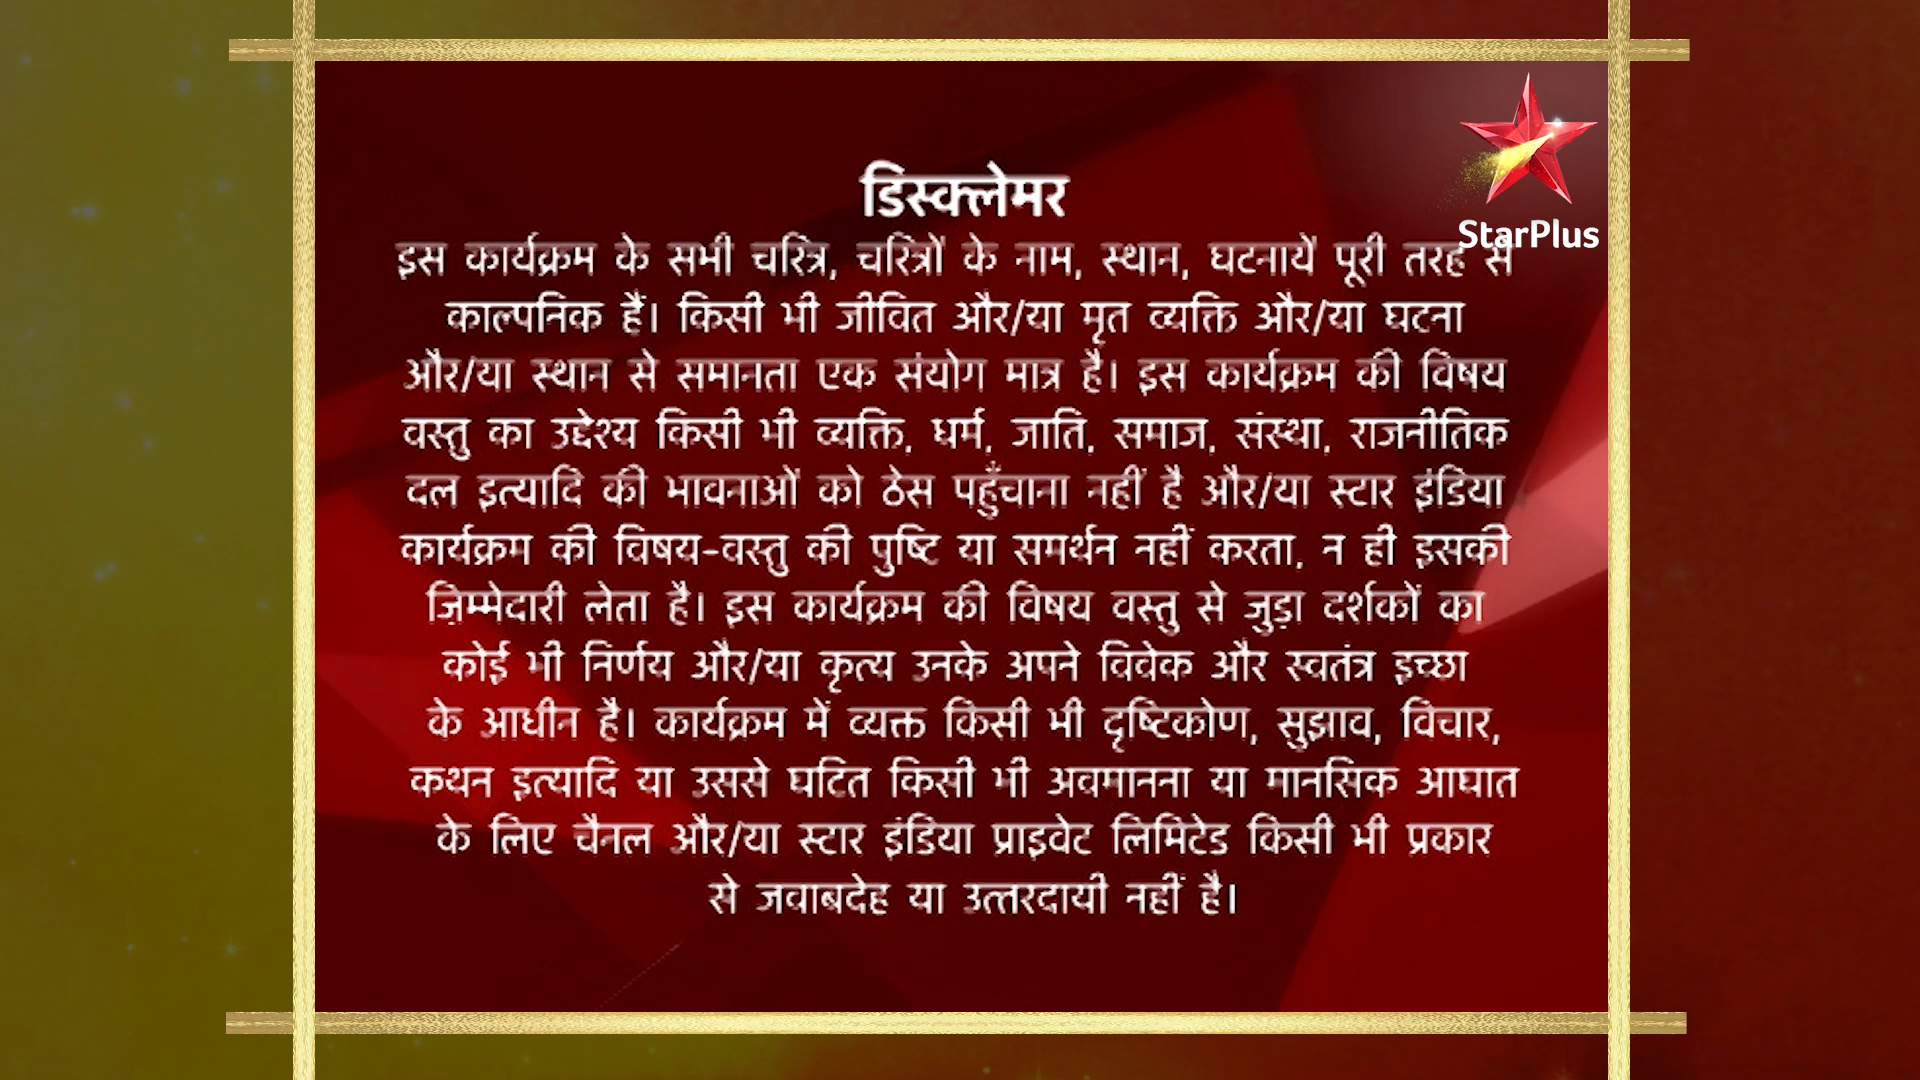 डिस्क्लेमर
StarPlus
इस कार्यक्रम के सभी चरित्र, चरित्रों के नाम, स्थान, घटनायें पूरी तरह से
काल्पनिक हैं। किसी भी जीवित और/या मृत व्यक्ति और/या घटना
और/या स्थान से समानता एक संयोग मात्र है। इस कार्यक्रम की विषय
वस्तु का उद्देश्य किसी भी व्यक्ति, धर्म, जाति, समाज, संस्था, राजनीतिक
दल इत्यादि की भावनाओं को ठेस पहुँचाना नहीं है और/या स्टार इंडिया
कार्यक्रम की विषय-वस्तु की पुष्टि या समर्थन नहीं करता, न ही इसकी
ज़िम्मेदारी लेता है। इस कार्यक्रम की विषय वस्तु से जुड़ा दर्शकों का
कोई भी निर्णय और/या कृत्य उनके अपने विवेक और स्वतंत्र इच्छा
के आधीन है। कार्यक्रम में व्यक्त किसी भी दृष्टिकोण, सुझाव, विचार,
कथन इत्यादि या उससे घटित किसी भी अवमानना या मानसिक आघात
के लिए चैनल और/या स्टार इंडिया प्राइवेट लिमिटेड किसी भी प्रकार
से जवाबदेह या उत्तरदायी नहीं है।